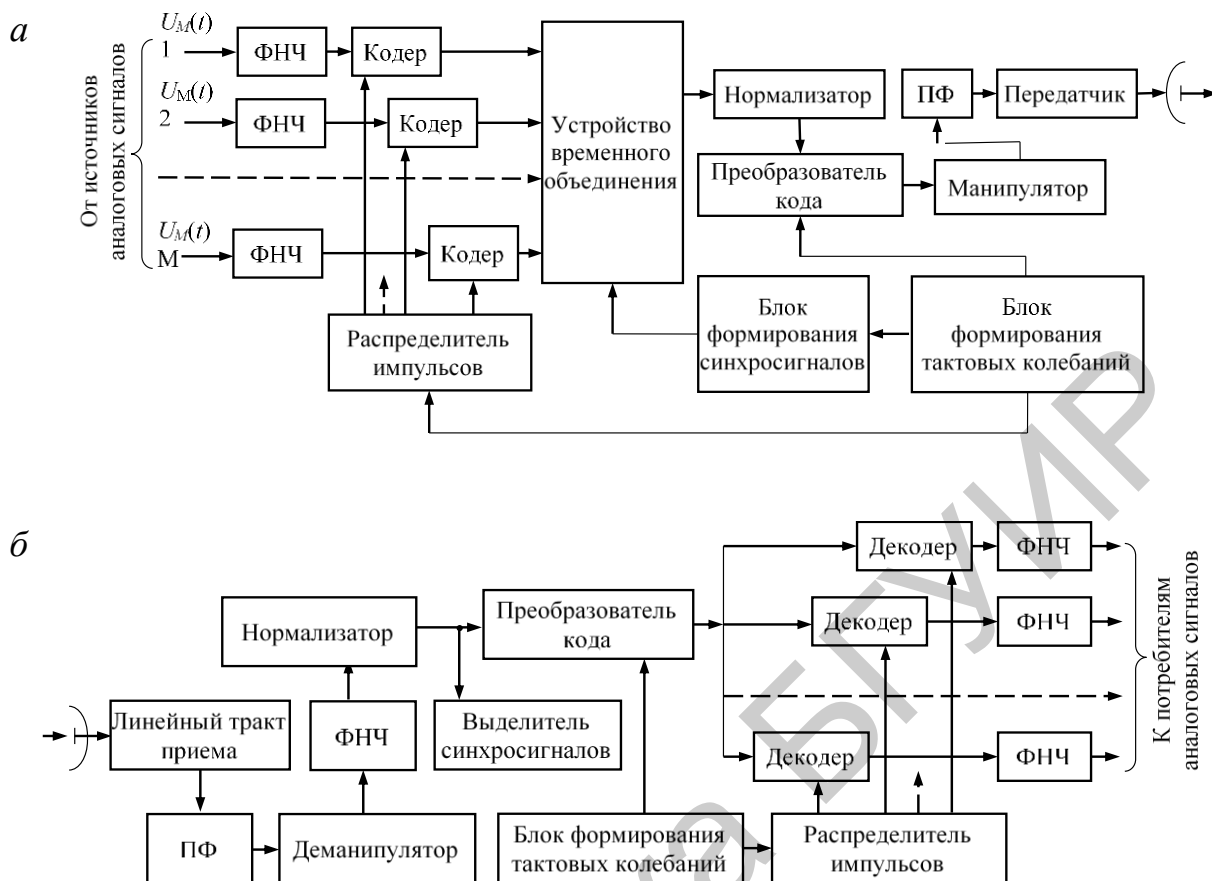 а
От источников
аналоговых сигналов
U_M(t)
1
ФНЧ
Кодер
U_M(t)
2
ФНЧ
Кодер
U_M(t)
М
ФНЧ
Кодер
Распределитель
импульсов
Устройство
временного
объединения
Нормализатор
Преобразователь
кода
ПФ
Передатчик
Манипулятор
Блок
формирования
синхросигналов
Блок
формирования
тактовых колебаний
б
Линейный тракт
приема
ПФ
Деманипулятор
ФНЧ
Нормализатор
Выделитель
синхросигналов
Преобразователь
кода
Блок формирования
тактовых колебаний
Распределитель
импульсов
Декодер
ФНЧ
Декодер
ФНЧ
Декодер
ФНЧ
К потребителям
аналоговых сигналов
а БГУИР